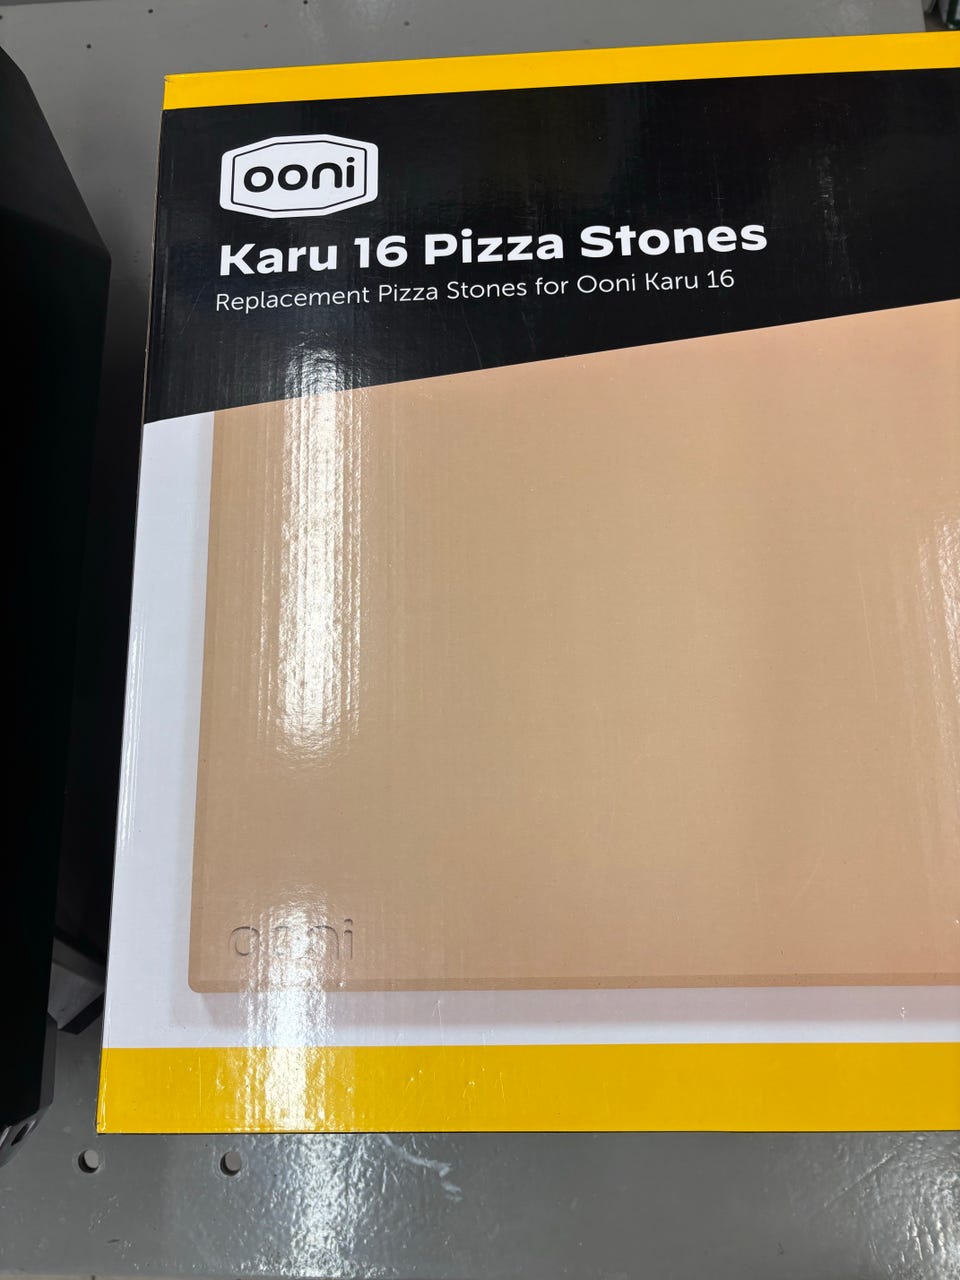 ooni
Karu 16 Pizza Stones
Replacement Pizza Stones for Ooni Karu 16
ooni